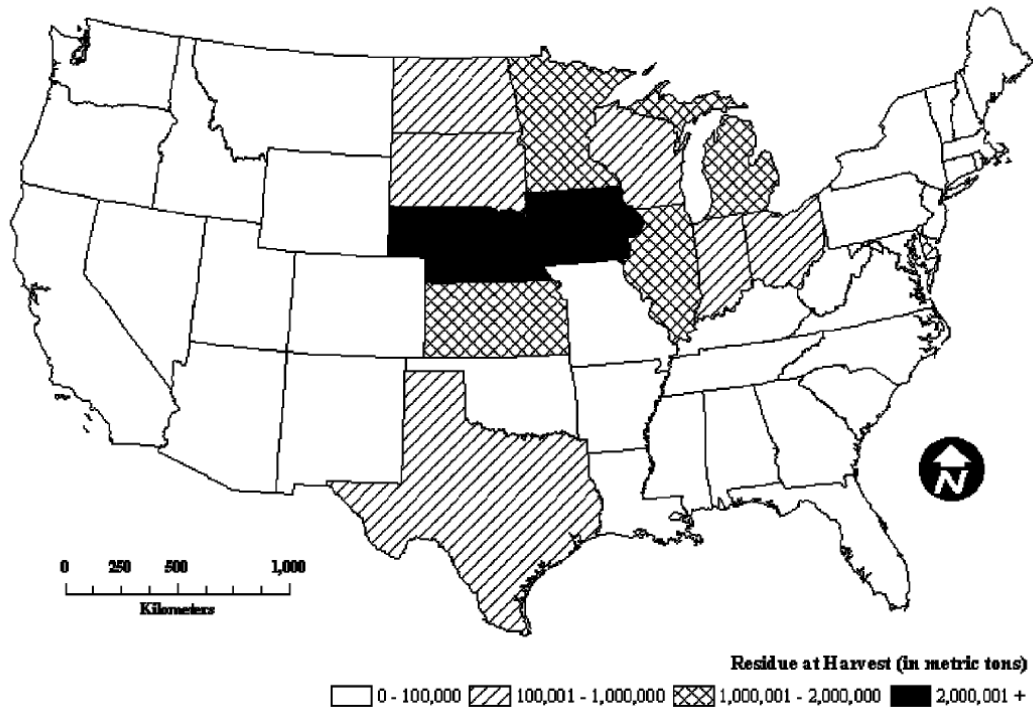 N
0 250 500 1,000
Kilometers
Residue at Harvest (in metric tons)
0 - 100,000 100,001 - 1,000,000 1,000,001 - 2,000,000 2,000,001 +